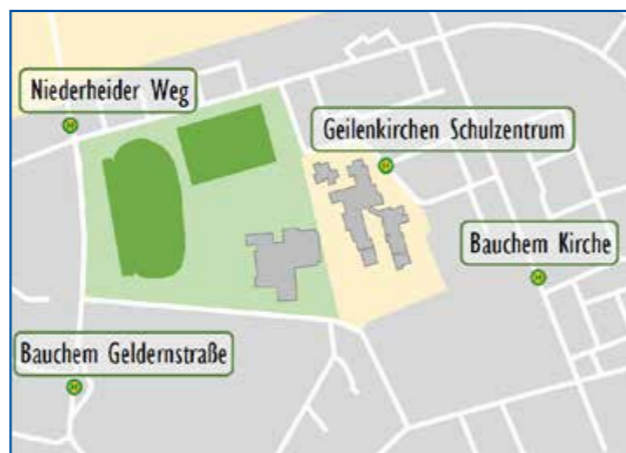 Niederheider Weg
Geilenkirchen Schulzentrum
Bauchem Kirche
Bauchem Geldernstraße
H
H
H
H